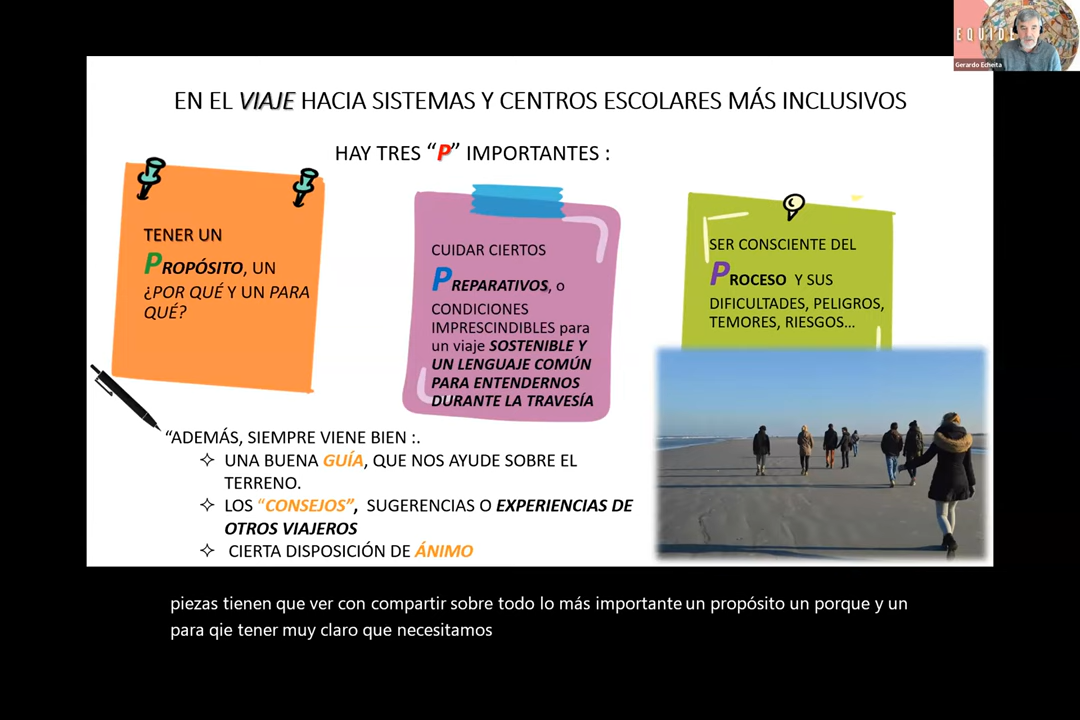 EQUIDE
Gerardo Echeita
EN EL VIAJE HACIA SISTEMAS Y CENTROS ESCOLARES MÁS INCLUSIVOS
HAY TRES “P” IMPORTANTES :
TENER UN
PROPÓSITO, UN
¿POR QUÉ Y UN PARA
QUÉ?
CUIDAR CIERTOS
PREPARATIVOS, o
CONDICIONES
IMPRESCINDIBLES para
un viaje SOSTENIBLE Y
UN LENGUAJE COMÚN
PARA ENTENDERNOS
DURANTE LA TRAVESÍA
SER CONSCIENTE DEL
PROCESO Y SUS
DIFICULTADES, PELIGROS,
TEMORES, RIESGOS…
“ADEMÁS, SIEMPRE VIENE BIEN :.
UNA BUENA GUÍA, QUE NOS AYUDE SOBRE EL
TERRENO.
LOS “CONSEJOS”, SUGERENCIAS O EXPERIENCIAS DE
OTROS VIAJEROS
CIERTA DISPOSICIÓN DE ÁNIMO
piezas tienen que ver con compartir sobre todo lo más importante un propósito un porque y un
para qie tener muy claro que necesitamos